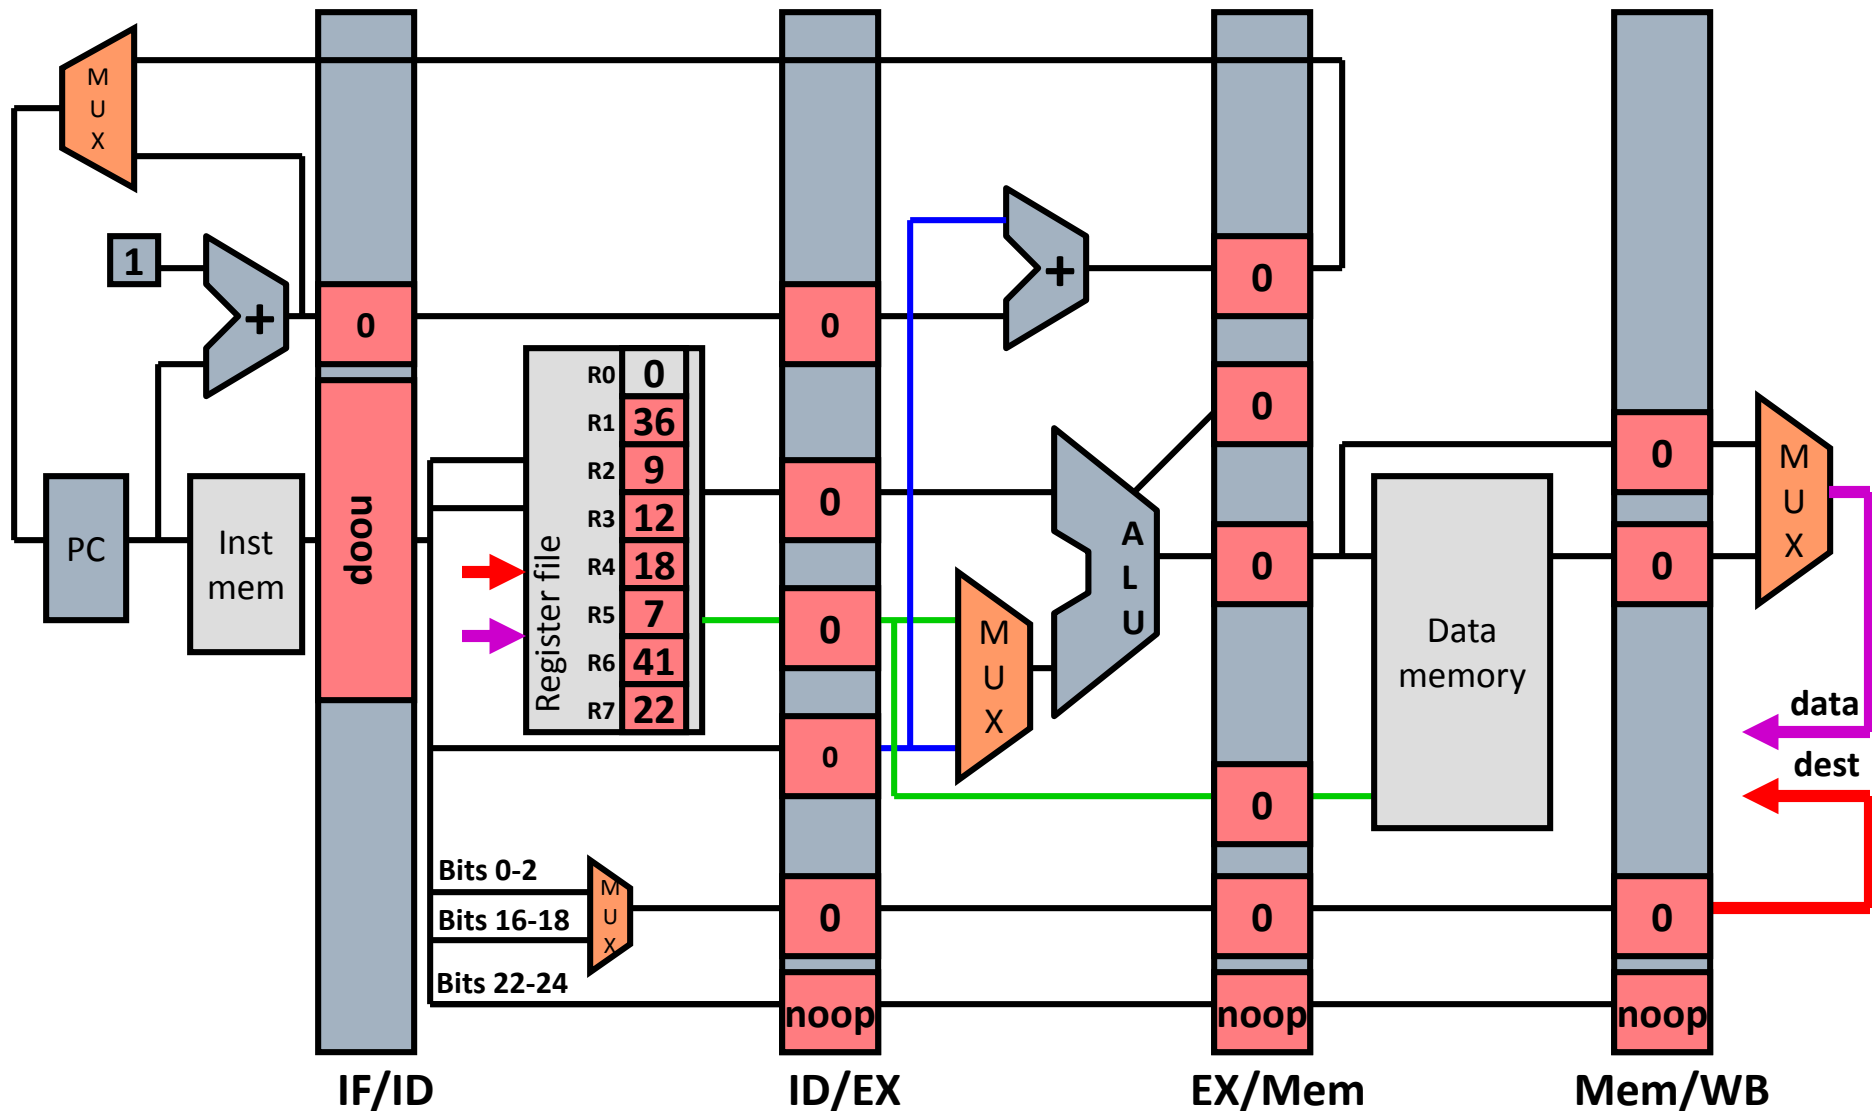 M
U
X
1
+
0
PC
Inst
mem
noop
Register file
R0 0
R1 36
R2 9
R3 12
R4 18
R5 7
R6 41
R7 22
Bits 0-2
Bits 16-18
Bits 22-24
M
U
X
0
0
0
0
0
noop
+
M
U
X
A
L
U
0
0
0
0
0
noop
Data
memory
0
0
0
noop
M
U
X
data
dest
IF/ID
ID/EX
EX/Mem
Mem/WB